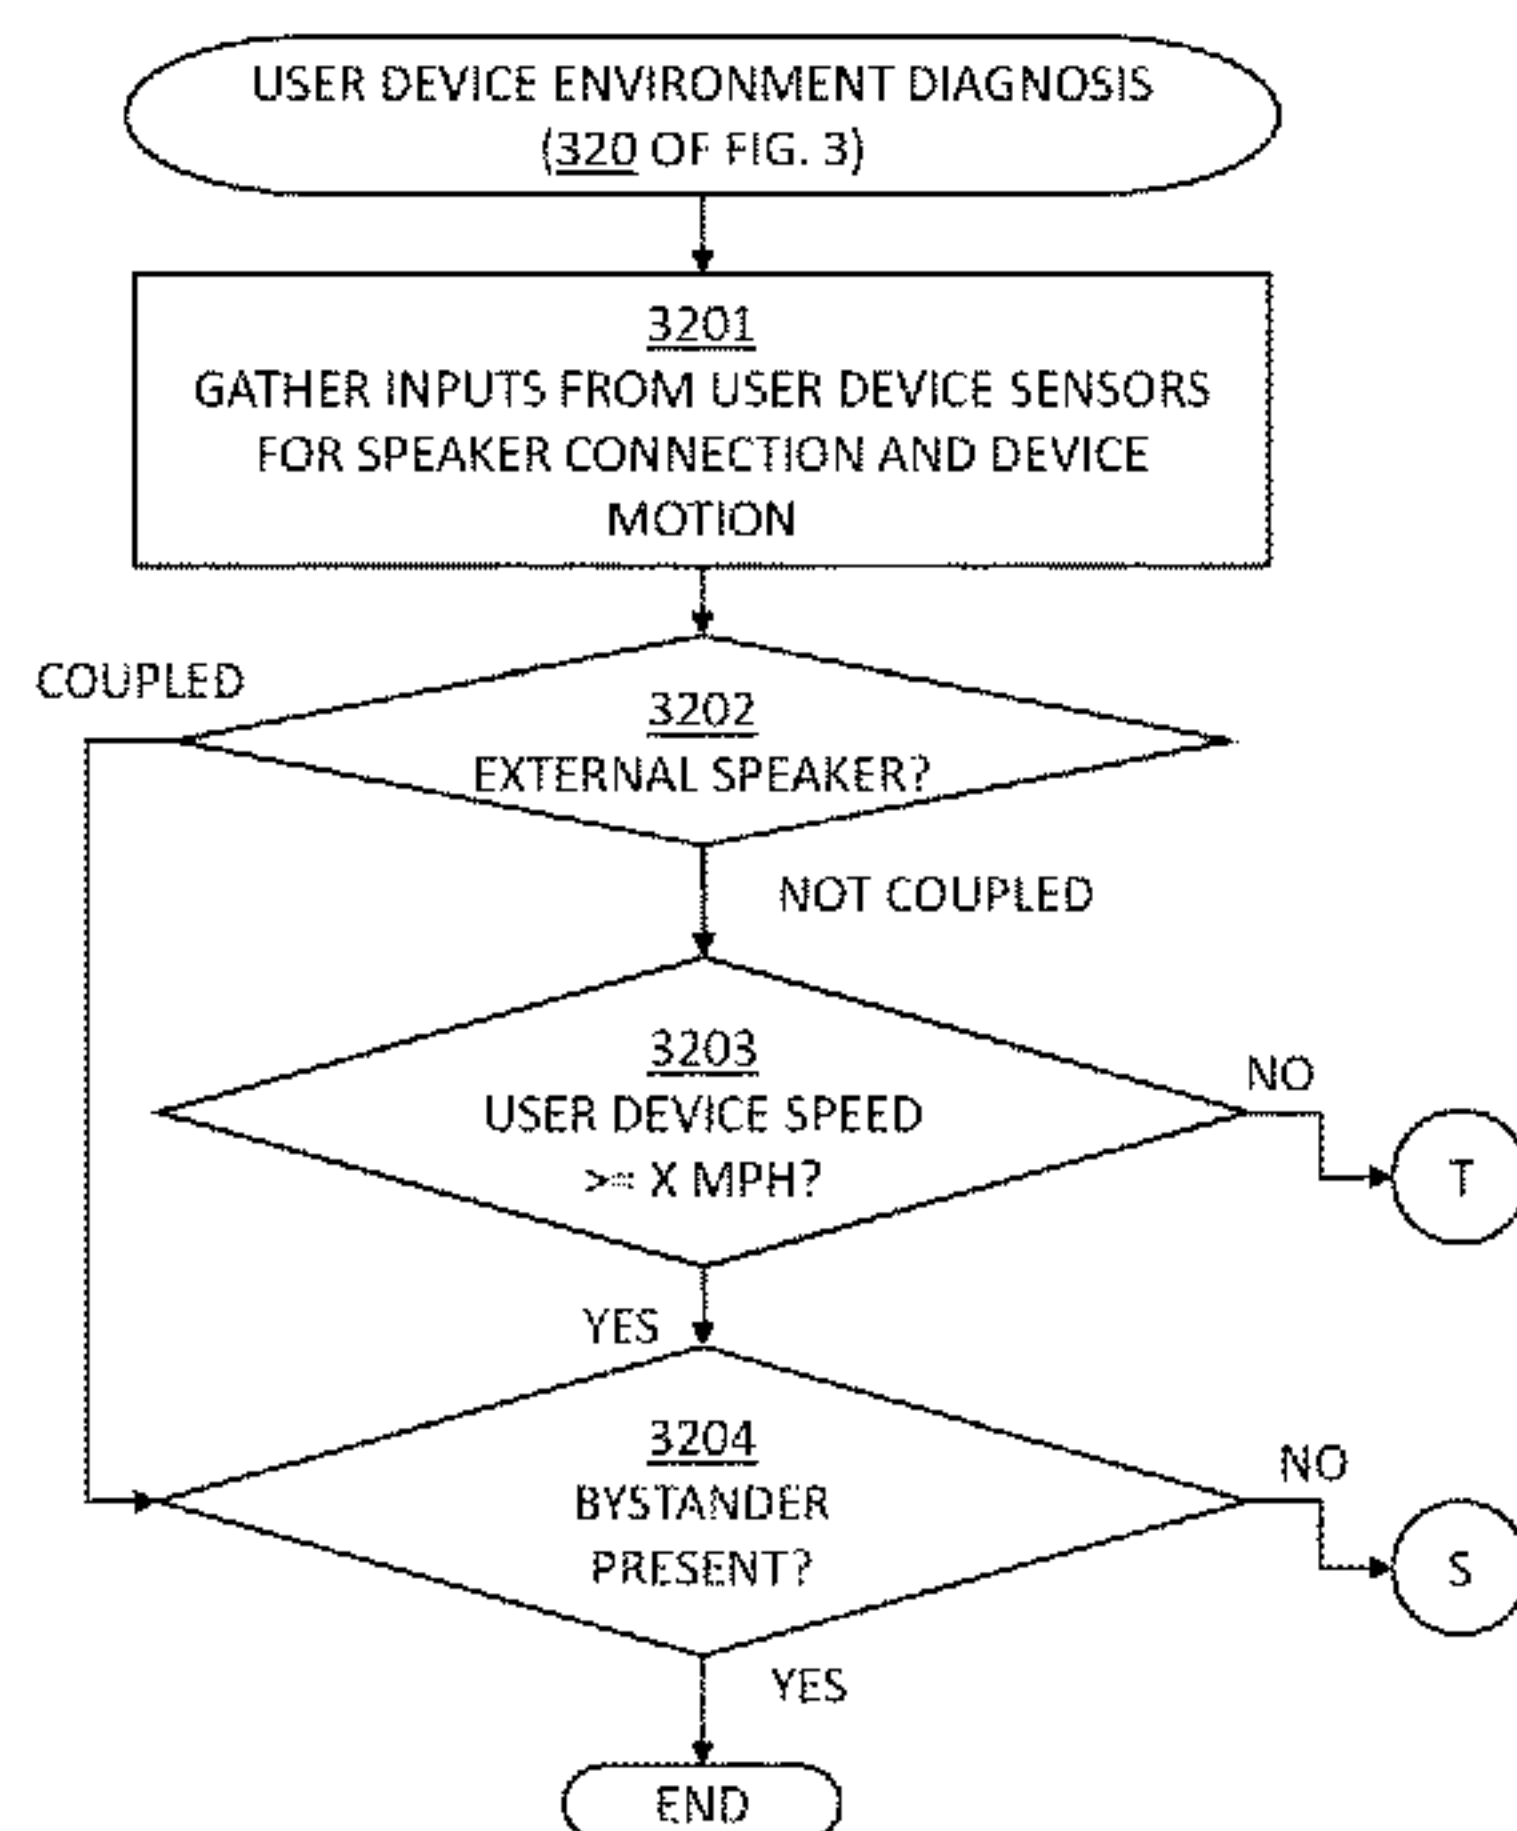 USER DEVICE ENVIRONMENT DIAGNOSIS
(320 OF FIG. 3)
3201
GATHER INPUTS FROM USER DEVICE SENSORS
FOR SPEAKER CONNECTION AND DEVICE
MOTION
COUPLED
3202
EXTERNAL SPEAKER?
NOT COUPLED
3203
USER DEVICE SPEED
>= X MPH?
NO
T
YES
3204
BYSTANDER
PRESENT?
NO
S
YES
END